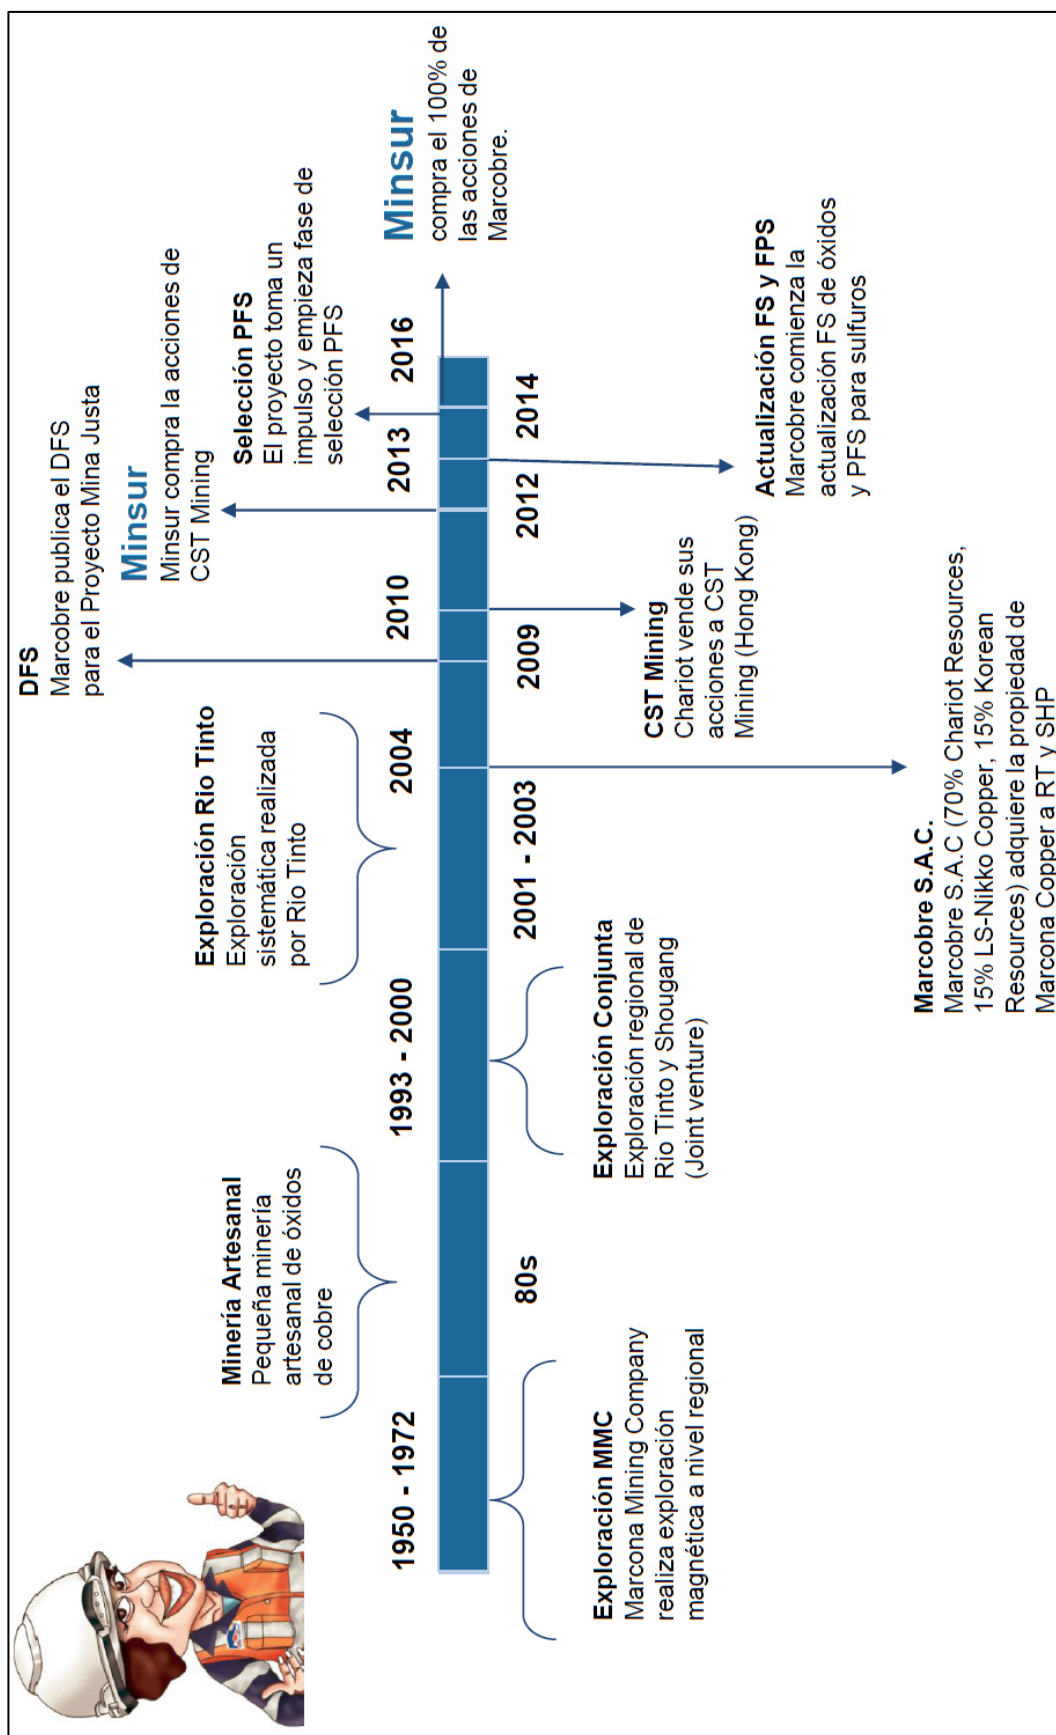 1950 - 1972
Exploración MMC
Marcona Mining Company
realiza exploración
magnética a nivel regional
Minería Artesanal
Pequeña minería
artesanal de óxidos
de cobre
80s
1993 - 2000
Exploración Conjunta
Exploración regional de
Rio Tinto y Shougang
(Joint venture)
Exploración Rio Tinto
Exploración
sistemática realizada
por Rio Tinto
2001 - 2003
2004
Marcobre S.A.C.
Marcobre S.A.C (70% Chariot Resources,
15% LS-Nikko Copper, 15% Korean
Resources) adquiere la propiedad de
Marcona Copper a RT y SHP
DFS
Marcobre publica el DFS
para el Proyecto Mina Justa
2009
2010
CST Mining
Chariot vende sus
acciones a CST
Mining (Hong Kong)
Minsur
Minsur compra la acciones de
CST Mining
2012
2013
Actualización FS y FPS
Marcobre comienza la
actualización FS de óxidos
y PFS para sulfuros
Selección PFS
El proyecto toma un
impulso y empieza fase de
selección PFS
2014
2016
Minsur
compra el 100% de
las acciones de
Marcobre.